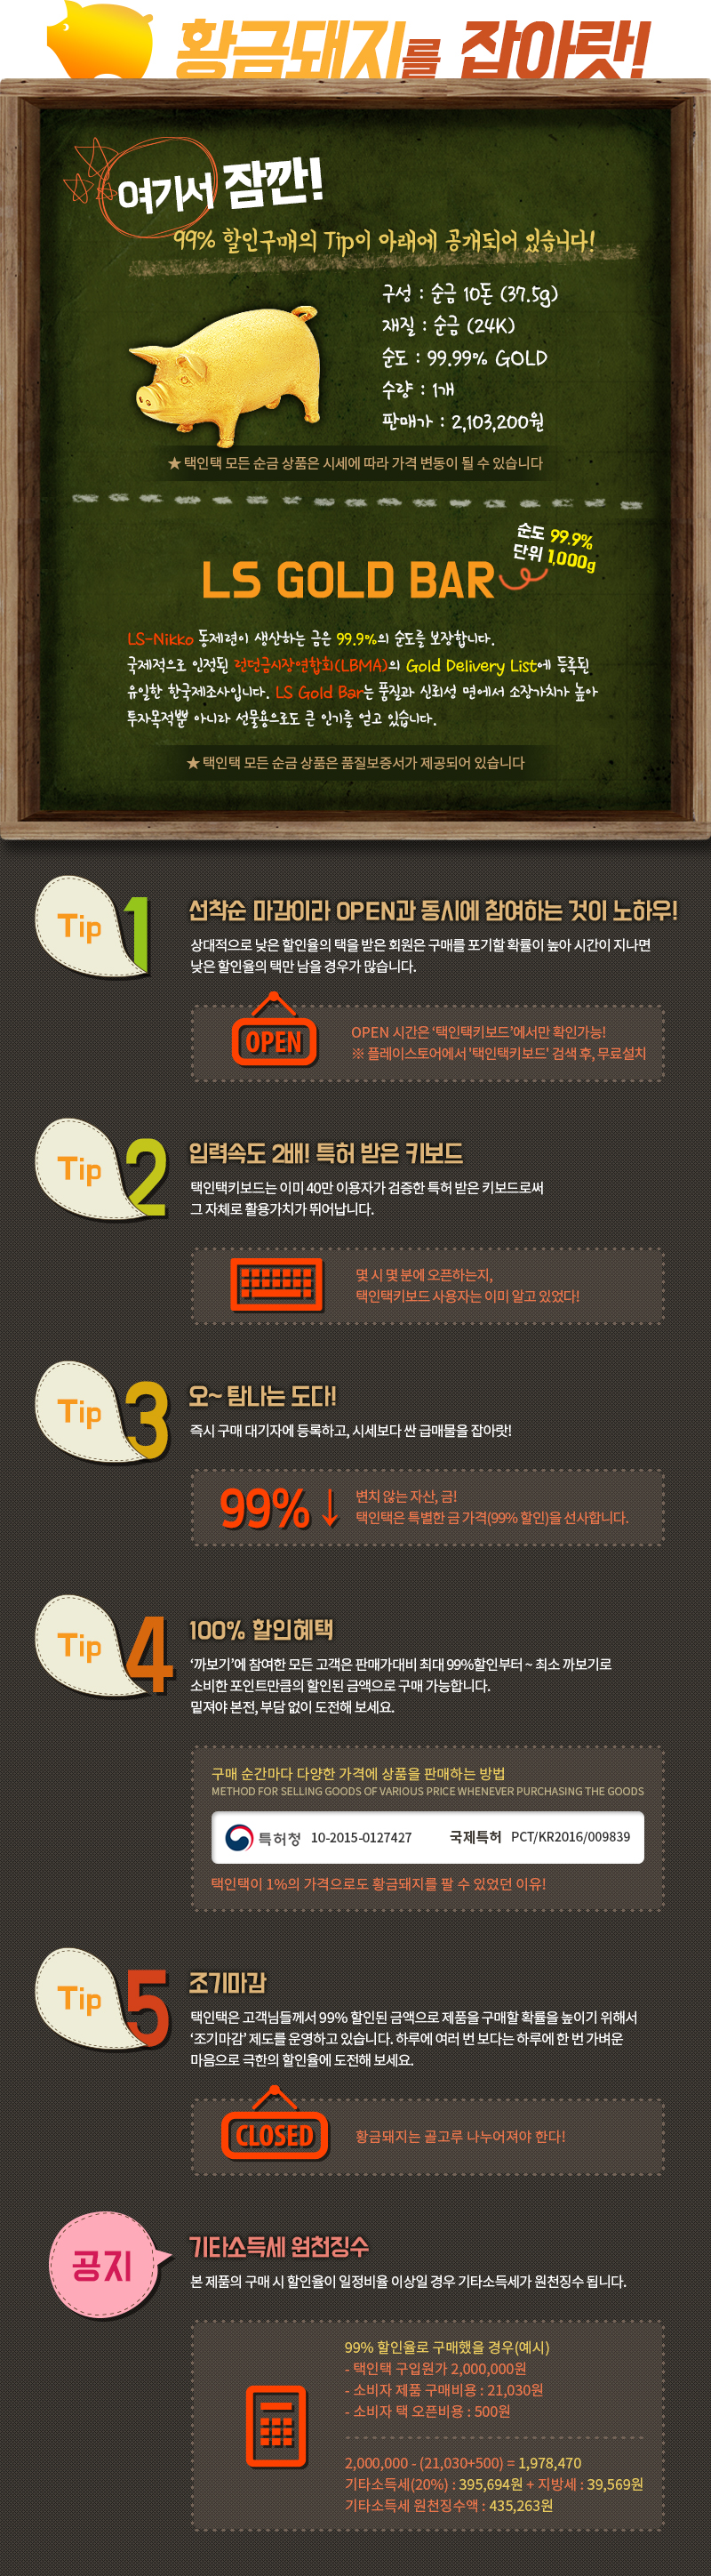 황금돼지를 잡아랏!
여기서 잠깐!
99% 할인구매의 Tip이 아래에 공개되어 있습니다!
구성 : 순금 10돈 (37.5g)
재질 : 순금 (24K)
순도 : 99.99% GOLD
수량 : 1개
판매가 : 2,103,200원
★ 택인택 모든 순금 상품은 시세에 따라 가격 변동이 될 수 있습니다
순도 99.9%
단위 1,000g
LS GOLD BAR
LS-Nikko 동제련이 생산하는 금은 99.9%의 순도를 보장합니다.
국제적으로 인정된 런던금시장연합회(LBMA)의 Gold Delivery List에 등록된
유일한 한국제조사입니다. LS Gold Bar는 품질과 신뢰성 면에서 소장가치가 높아
투자목적뿐 아니라 선물용으로도 큰 인기를 얻고 있습니다.
★ 택인택 모든 순금 상품은 품질보증서가 제공되어 있습니다
Tip 1
선착순 마감이라 OPEN과 동시에 참여하는 것이 노하우!
상대적으로 낮은 할인율의 택을 받은 회원은 구매를 포기할 확률이 높아 시간이 지나면
낮은 할인율의 택만 남을 경우가 많습니다.
OPEN
OPEN 시간은 ‘택인택키보드’에서만 확인가능!
※ 플레이스토어에서 '택인택키보드' 검색 후, 무료설치
Tip 2
입력속도 2배! 특허 받은 키보드
택인택키보드는 이미 40만 이용자가 검증한 특허 받은 키보드로써
그 자체로 활용가치가 뛰어납니다.
몇 시 몇 분에 오픈하는지,
택인택키보드 사용자는 이미 알고 있었다!
Tip 3
오~ 탐나는 도다!
즉시 구매 대기자에 등록하고, 시세보다 싼 급매물을 잡아랏!
99%↓
변치 않는 자산, 금!
택인택은 특별한 금 가격(99% 할인)을 선사합니다.
Tip 4
100% 할인혜택
‘까보기’에 참여한 모든 고객은 판매가대비 최대 99%할인부터 ~ 최소 까보기로
소비한 포인트만큼의 할인된 금액으로 구매 가능합니다.
밑져야 본전, 부담 없이 도전해 보세요.
구매 순간마다 다양한 가격에 상품을 판매하는 방법
METHOD FOR SELLING GOODS OF VARIOUS PRICE WHENEVER PURCHASING THE GOODS
특허청 10-2015-0127427 국제특허 PCT/KR2016/009839
택인택이 1%의 가격으로도 황금돼지를 팔 수 있었던 이유!
Tip 5
조기마감
택인택은 고객님들께서 99% 할인된 금액으로 제품을 구매할 확률을 높이기 위해서
‘조기마감’ 제도를 운영하고 있습니다. 하루에 여러 번 보다는 하루에 한 번 가벼운
마음으로 극한의 할인율에 도전해 보세요.
CLOSED
황금돼지는 골고루 나누어져야 한다!
공지
기타소득세 원천징수
본 제품의 구매 시 할인율이 일정비율 이상일 경우 기타소득세가 원천징수 됩니다.
99% 할인율로 구매했을 경우(예시)
- 택인택 구입원가 2,000,000원
- 소비자 제품 구매비용 : 21,030원
- 소비자 택 오픈비용 : 500원
2,000,000 - (21,030+500) = 1,978,470
기타소득세(20%) : 395,694원 + 지방세 : 39,569원
기타소득세 원천징수액 : 435,263원